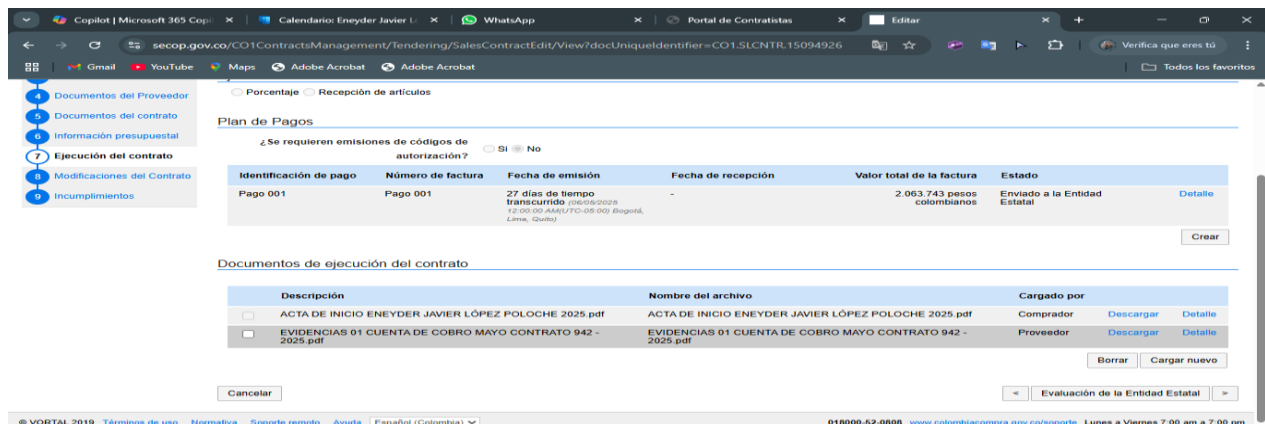 Copilot | Microsoft 365 Copi
Calendario: Eneyder Javier L
WhatsApp
Portal de Contratistas
Editar
secop.gov.co/CO1ContractsManagement/Tendering/SalesContractEdit/View?docUniqueIdentifier=CO1.SLCNTR.15094926
Verifica que eres tú
Gmail YouTube Maps Adobe Acrobat Adobe Acrobat
Todos los favoritos
4 Documentos del Proveedor
5 Documentos del contrato
6 Información presupuestal
7 Ejecución del contrato
8 Modificaciones del Contrato
9 Incumplimientos
Porcentaje Recepción de artículos
Plan de Pagos
¿Se requieren emisiones de códigos de
autorización?
Si No
Identificación de pago Número de factura Fecha de emisión Fecha de recepción Valor total de la factura Estado
Pago 001 Pago 001 27 días de tiempo - 2.063.743 pesos Enviado a la Entidad Detalle
transcurrido (06/06/2025 colombianos Estatal
12:00:00 AM(UTC-05:00) Bogotá,
Lima, Quito)
Crear
Documentos de ejecución del contrato
Descripción Nombre del archivo Cargado por
ACTA DE INICIO ENEYDER JAVIER LÓPEZ POLOCHE 2025.pdf ACTA DE INICIO ENEYDER JAVIER LÓPEZ POLOCHE 2025.pdf Comprador Descargar Detalle
EVIDENCIAS 01 CUENTA DE COBRO MAYO CONTRATO 942 - EVIDENCIAS 01 CUENTA DE COBRO MAYO CONTRATO 942 - Proveedor Descargar Detalle
2025.pdf 2025.pdf
Borrar Cargar nuevo
Cancelar
« Evaluación de la Entidad Estatal »
© VORTAL 2019 Términos de uso Normativa Soporte remoto Ayuda Español (Colombia)
018000-52-0808 www.colombiacompra.gov.co/soporte Lunes a Viernes 7:00 am a 7:00 pm